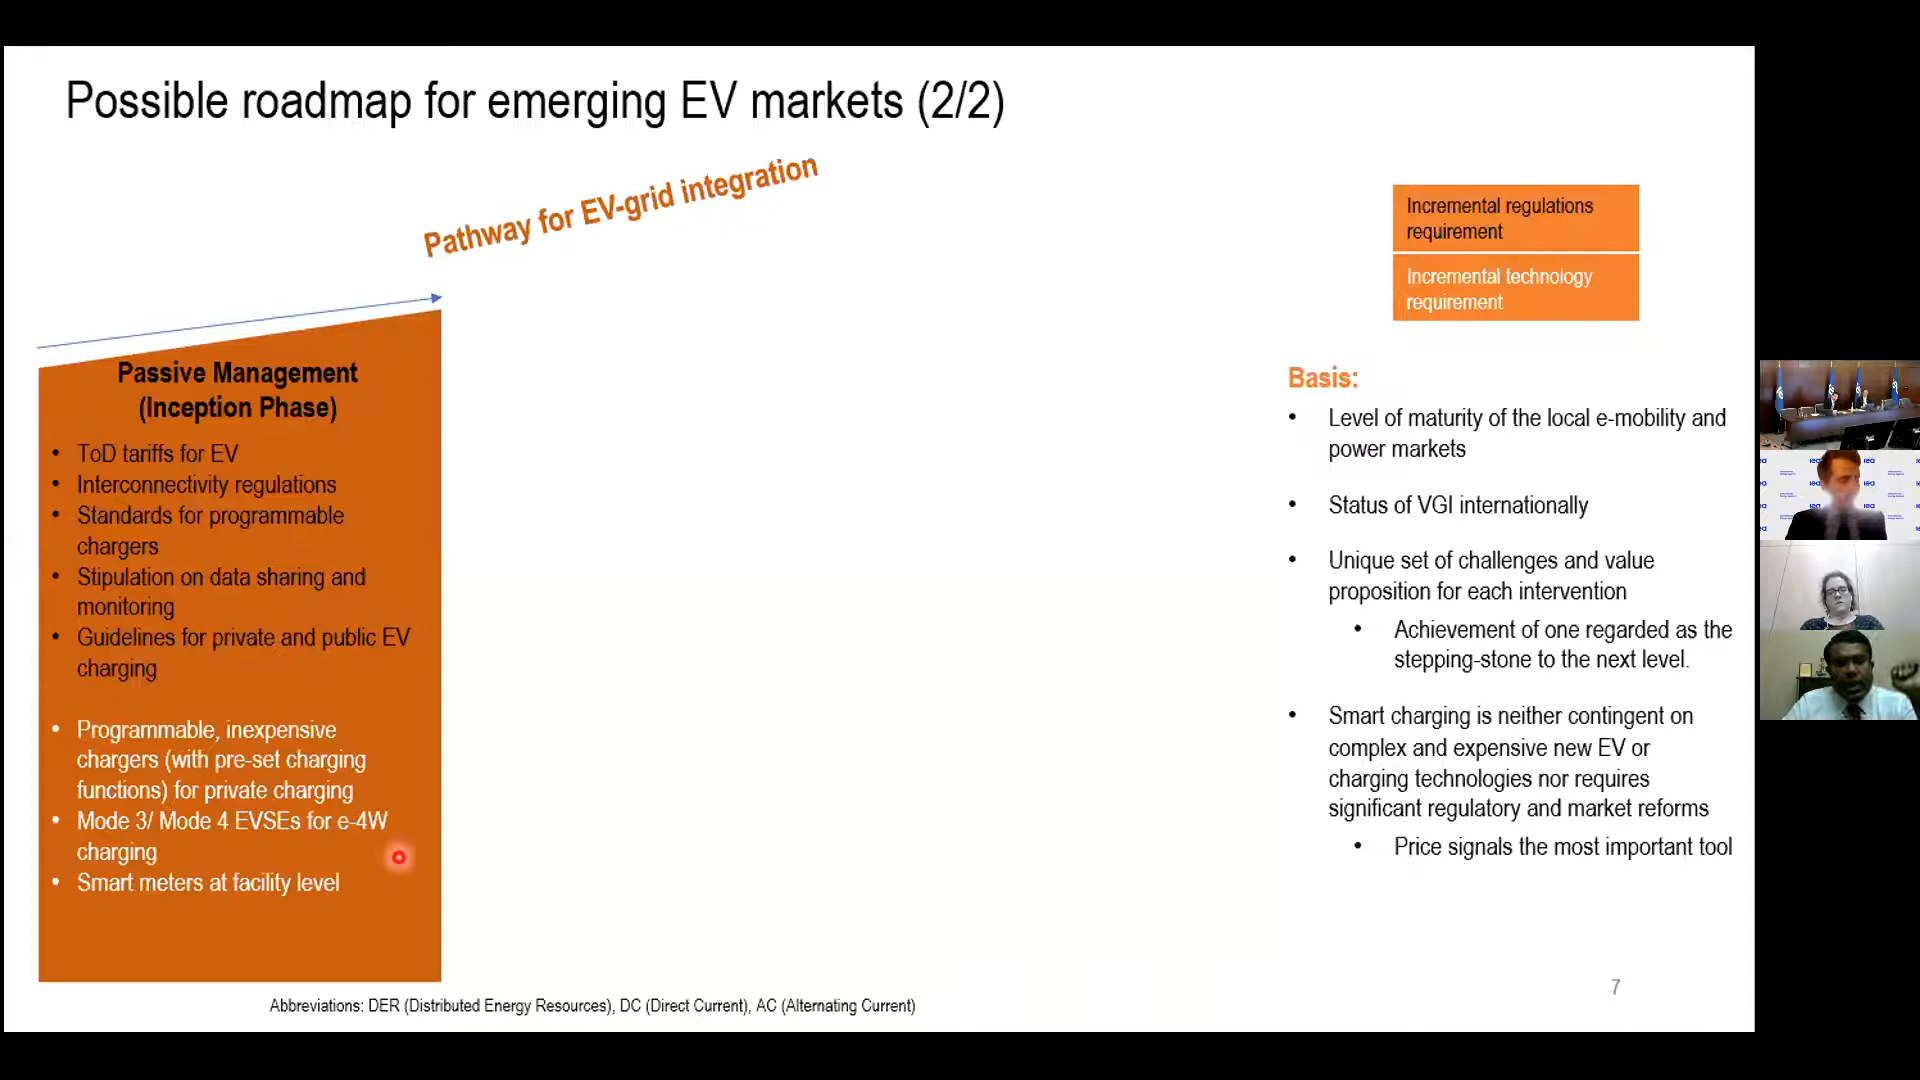 Possible roadmap for emerging EV markets (2/2)
Pathway for EV-grid integration
Incremental regulations
requirement
Incremental technology
requirement
Passive Management
(Inception Phase)
• ToD tariffs for EV
• Interconnectivity regulations
• Standards for programmable
chargers
• Stipulation on data sharing and
monitoring
• Guidelines for private and public EV
charging
• Programmable, inexpensive
chargers (with pre-set charging
functions) for private charging
• Mode 3/ Mode 4 EVSEs for e-4W
charging
• Smart meters at facility level
Basis:
• Level of maturity of the local e-mobility and
power markets
• Status of VGI internationally
• Unique set of challenges and value
proposition for each intervention
• Achievement of one regarded as the
stepping-stone to the next level.
• Smart charging is neither contingent on
complex and expensive new EV or
charging technologies nor requires
significant regulatory and market reforms
• Price signals the most important tool
7
Abbreviations: DER (Distributed Energy Resources), DC (Direct Current), AC (Alternating Current)
iea
iea
iea